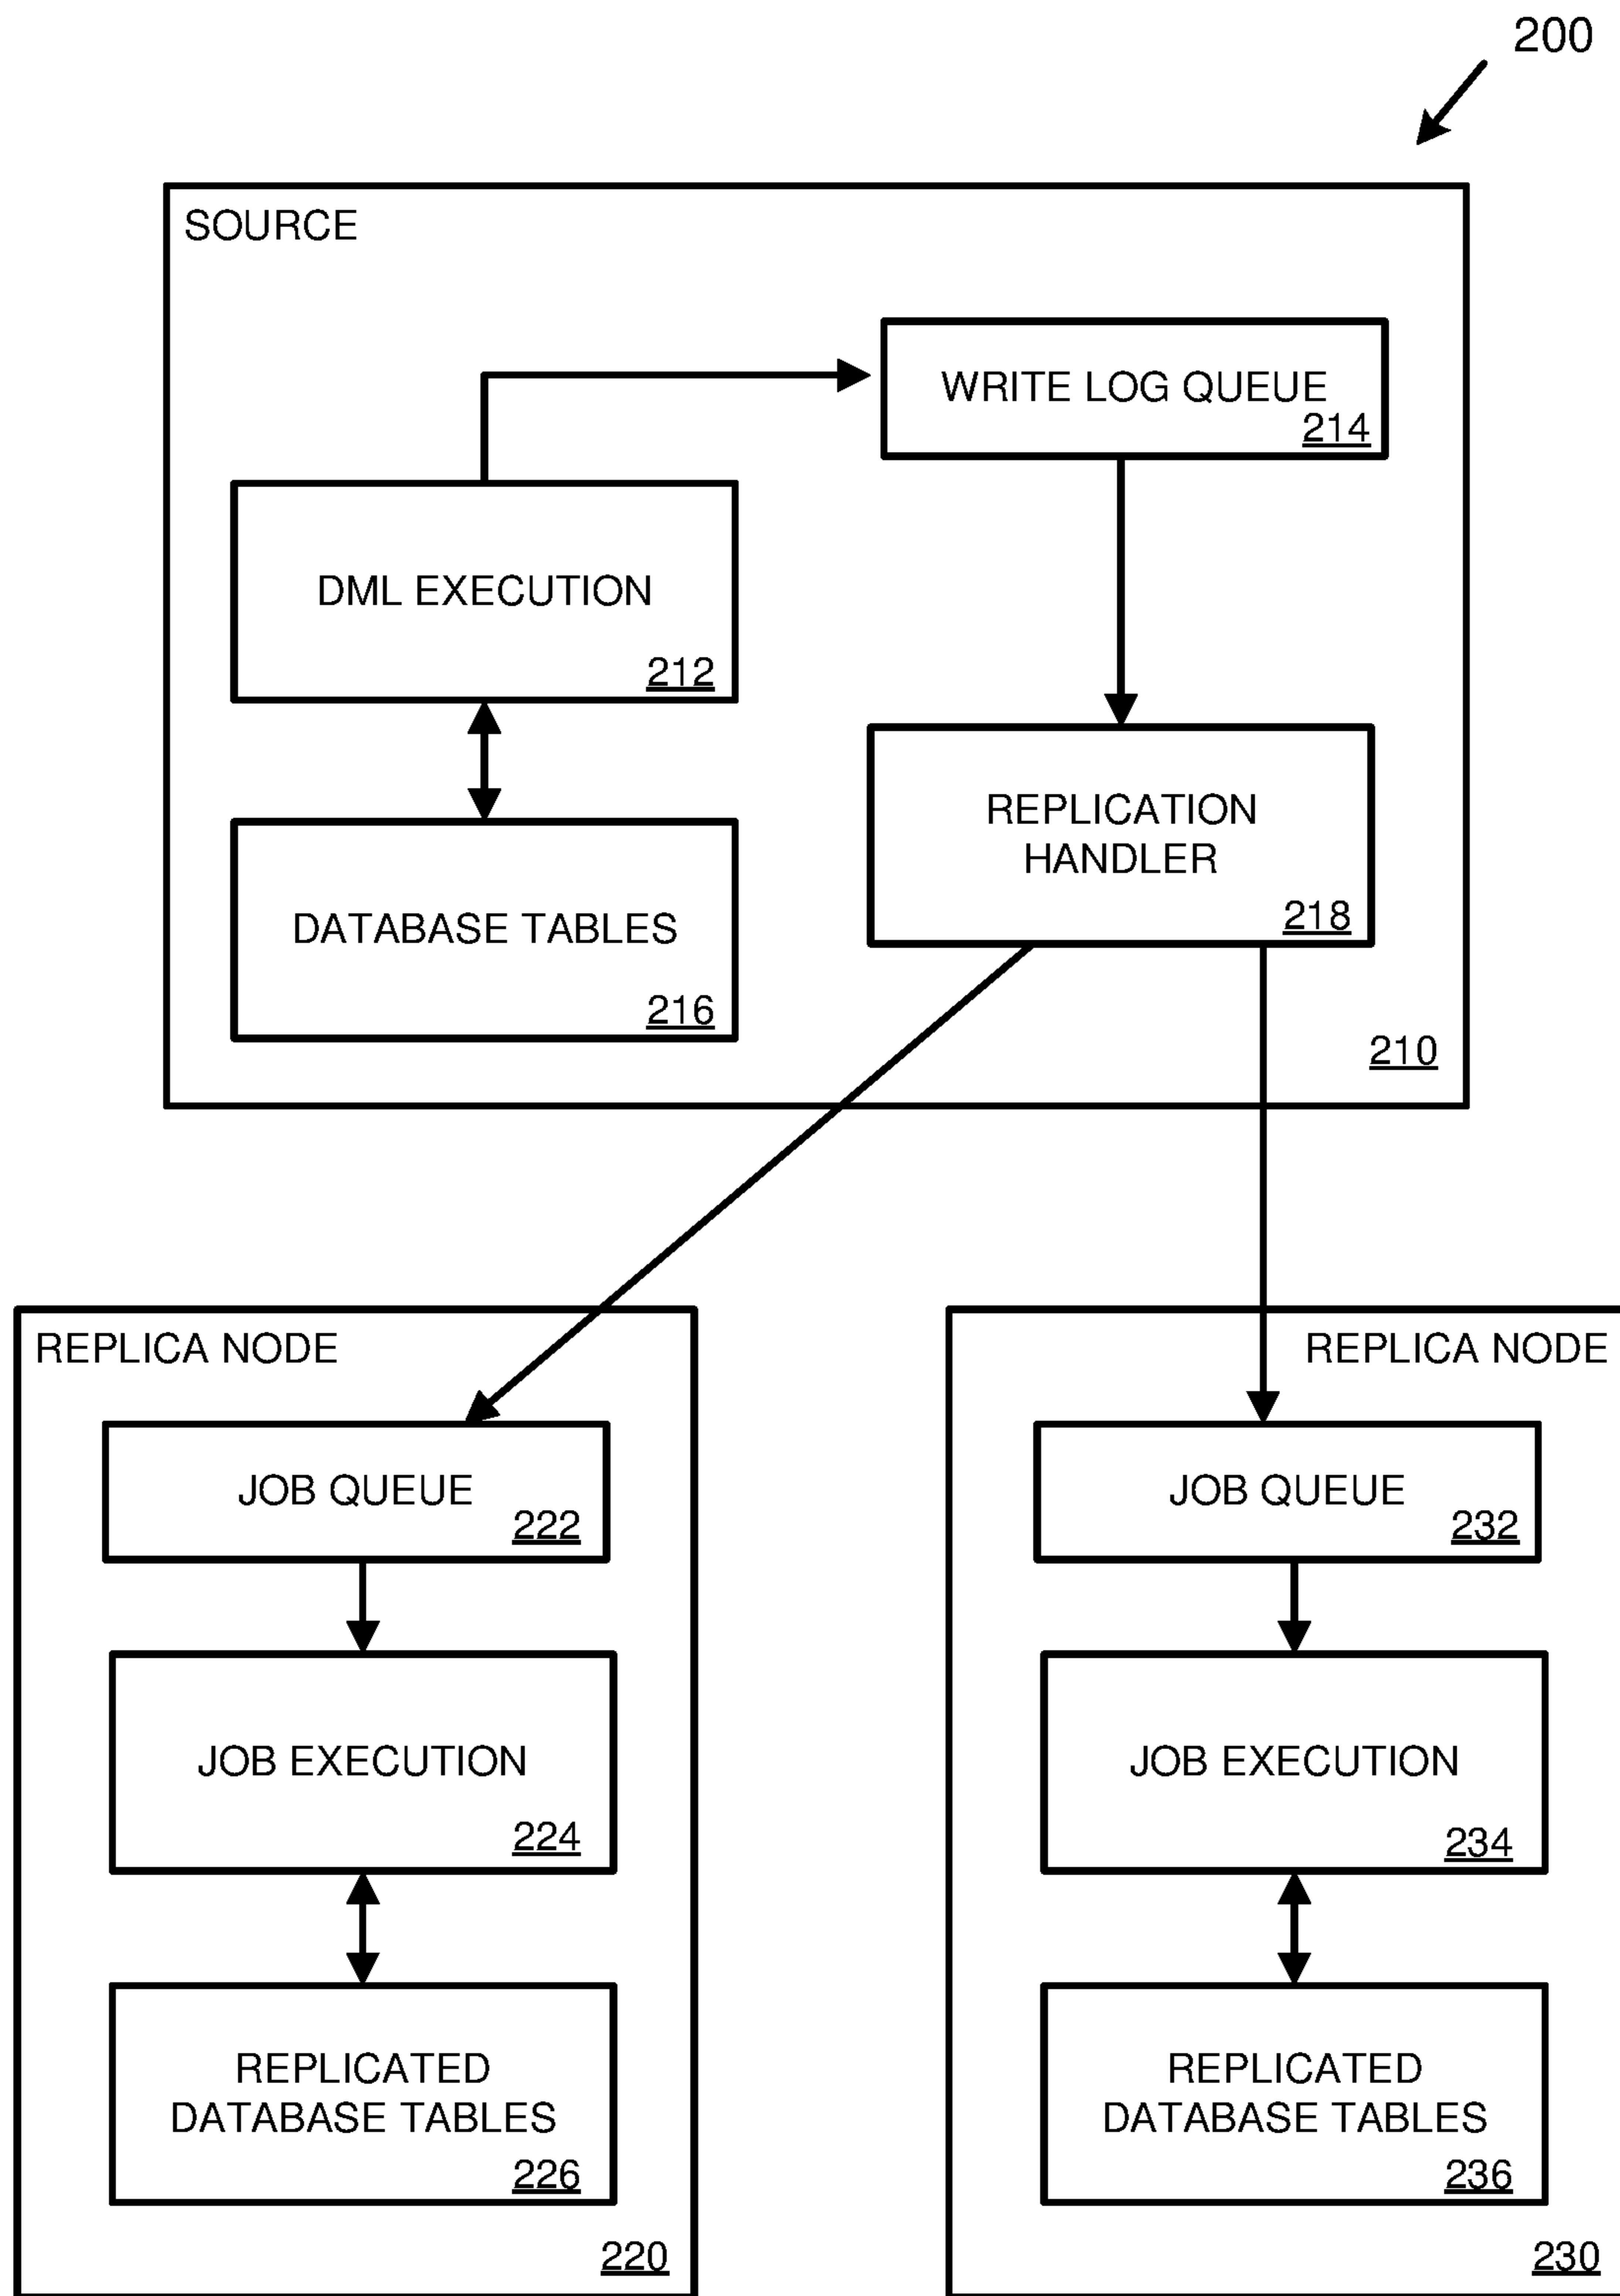 200
SOURCE
WRITE LOG QUEUE
214
DML EXECUTION
212
REPLICATION
HANDLER
218
DATABASE TABLES
216
210
REPLICA NODE
JOB QUEUE
222
JOB EXECUTION
224
REPLICATED
DATABASE TABLES
226
220
REPLICA NODE
JOB QUEUE
232
JOB EXECUTION
234
REPLICATED
DATABASE TABLES
236
230